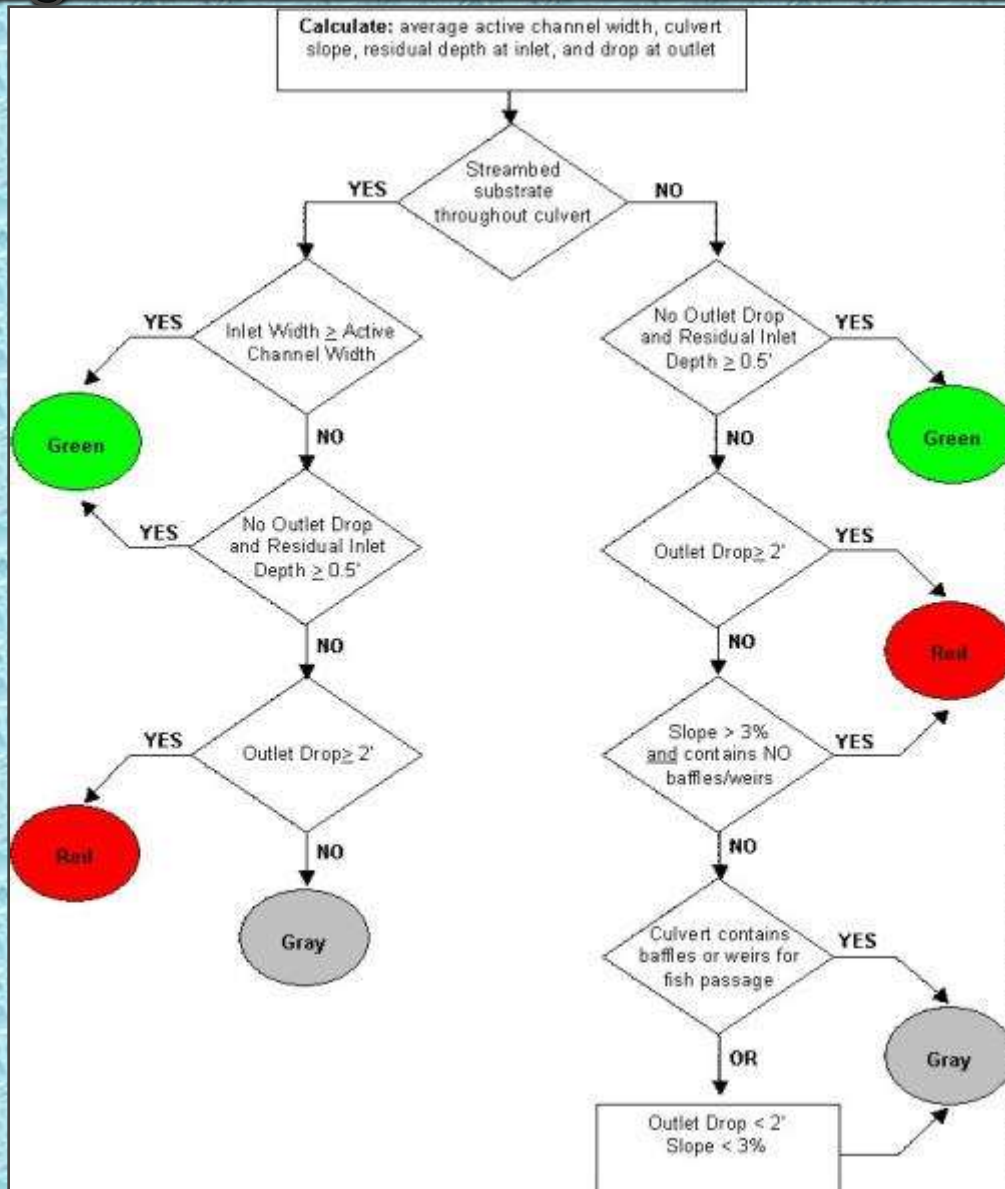 Calculate: average active channel width, culvert
slope, residual depth at inlet, and drop at outlet
Streambed
substrate
throughout culvert
YES
NO
Inlet Width ≥ Active
Channel Width
YES
NO
Green
No Outlet Drop
and Residual Inlet
Depth ≥ 0.5'
YES
NO
Outlet Drop≥ 2'
YES
NO
Red
Gray
No Outlet Drop
and Residual Inlet
Depth ≥ 0.5'
YES
NO
Green
Outlet Drop≥ 2'
YES
NO
Red
Slope > 3%
and contains NO
baffles/weirs
YES
NO
Culvert contains
baffles or weirs for
fish passage
YES
OR
Gray
Outlet Drop < 2'
Slope < 3%